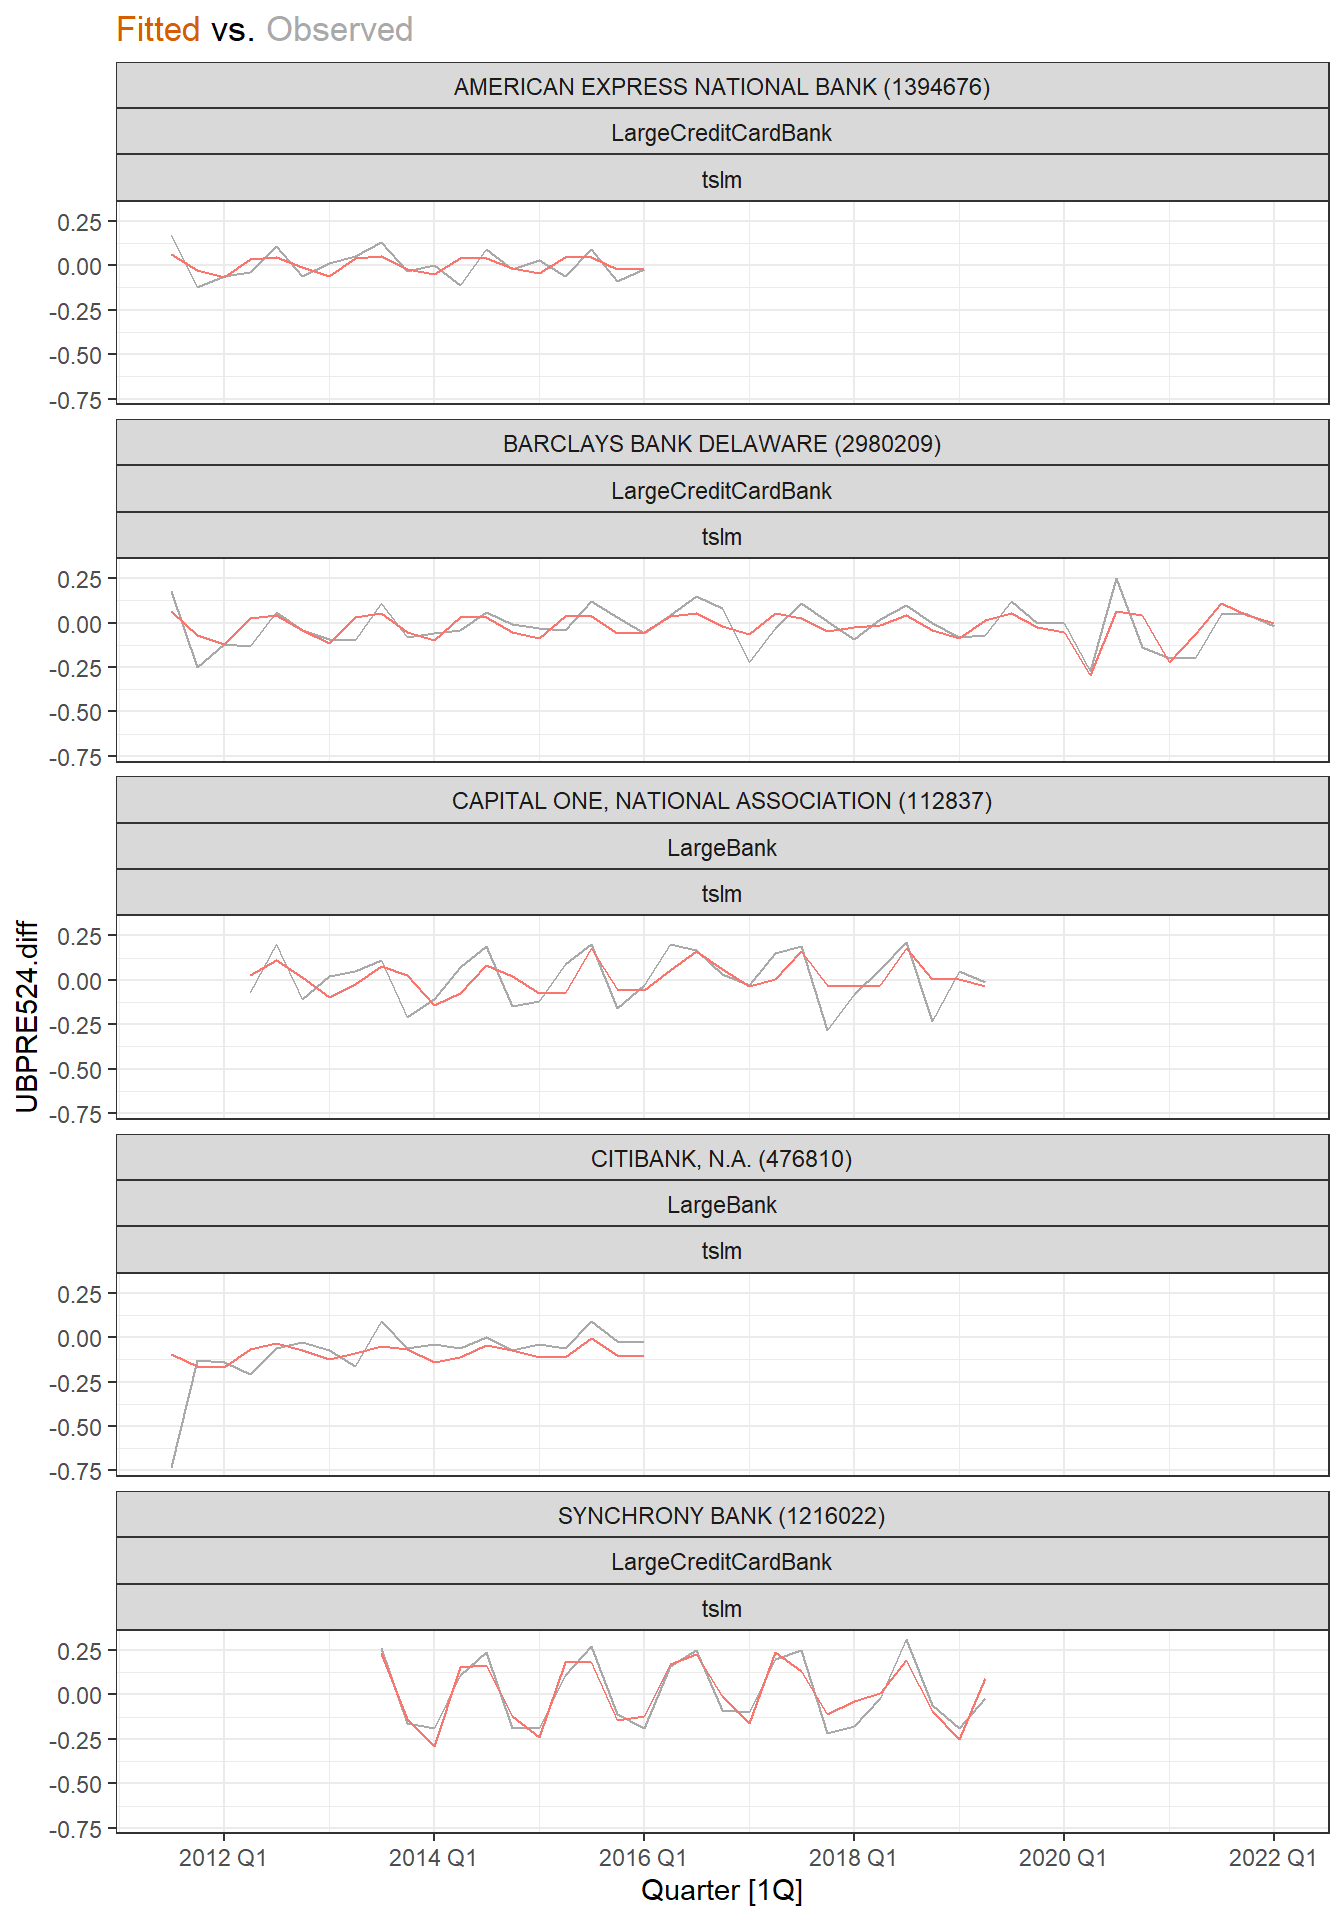 Fitted vs. Observed
AMERICAN EXPRESS NATIONAL BANK (1394676)
LargeCreditCardBank
tslm
0.25
0.00
-0.25
-0.50
-0.75
BARCLAYS BANK DELAWARE (2980209)
LargeCreditCardBank
tslm
0.25
0.00
-0.25
-0.50
-0.75
CAPITAL ONE, NATIONAL ASSOCIATION (112837)
LargeBank
tslm
0.25
0.00
-0.25
-0.50
-0.75
UBPRE524.diff
CITIBANK, N.A. (476810)
LargeBank
tslm
0.25
0.00
-0.25
-0.50
-0.75
SYNCHRONY BANK (1216022)
LargeCreditCardBank
tslm
0.25
0.00
-0.25
-0.50
-0.75
2012 Q1 2014 Q1 2016 Q1 2018 Q1 2020 Q1 2022 Q1
Quarter [1Q]